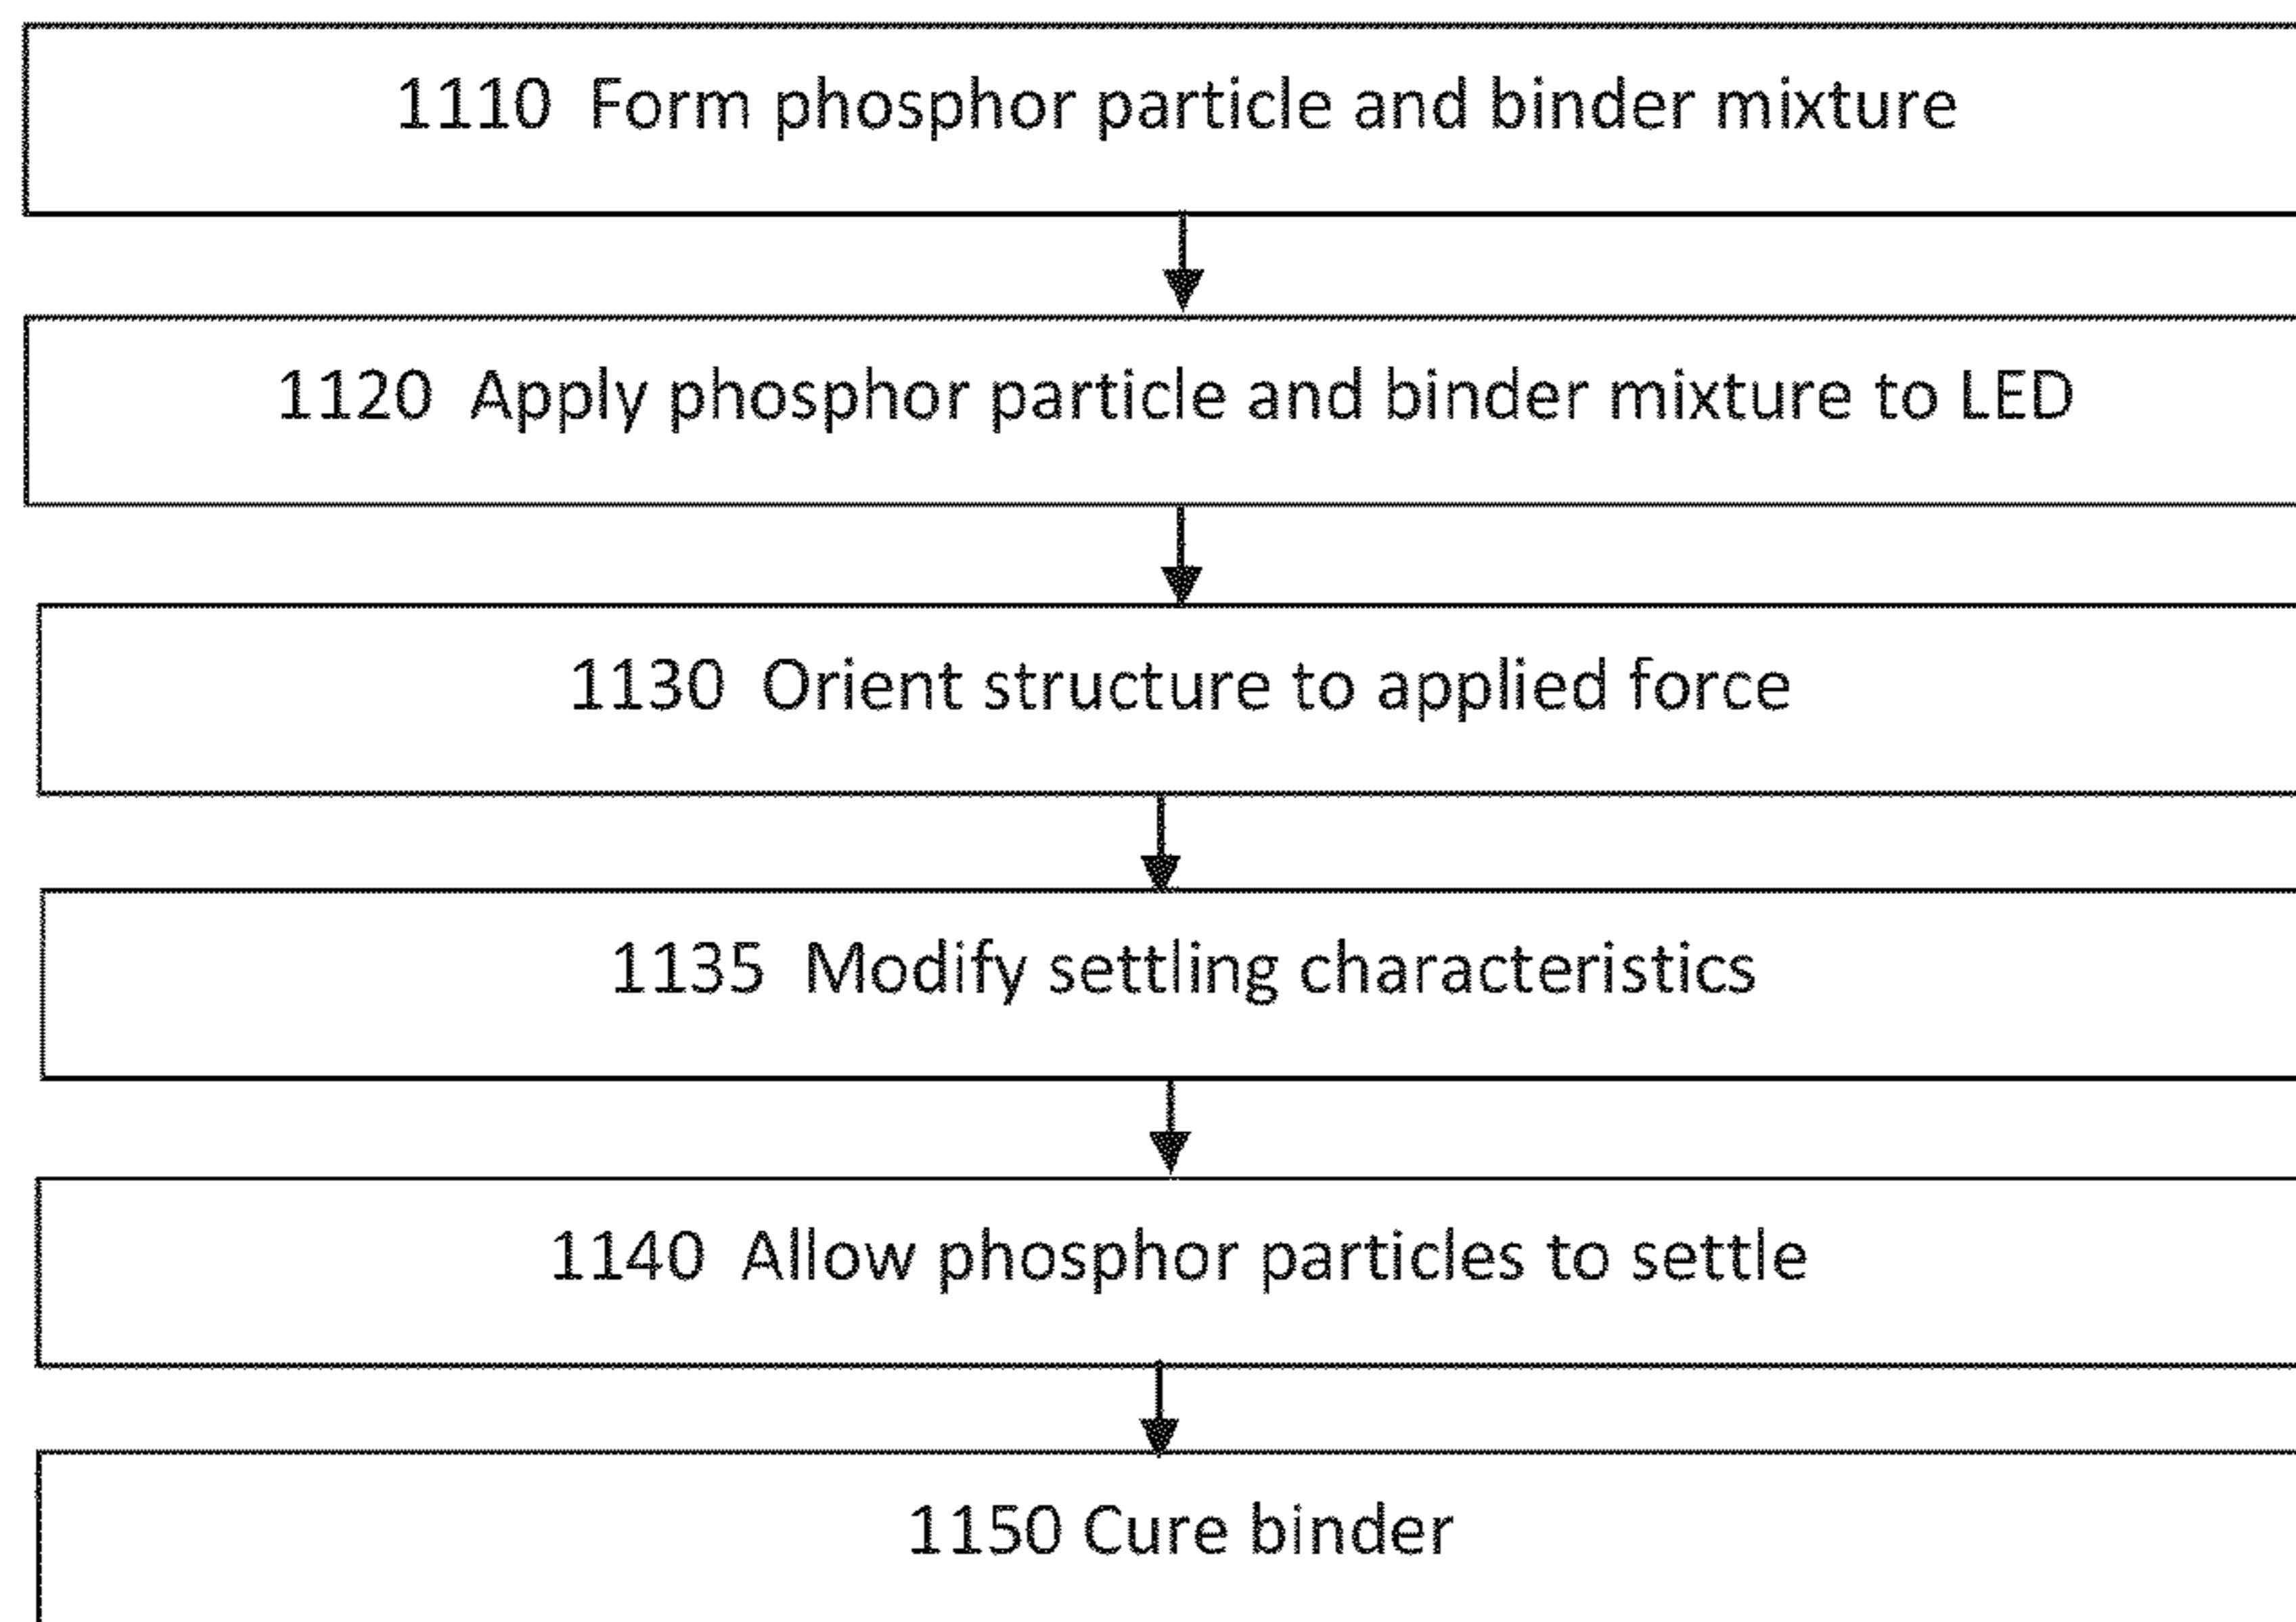 1110 Form phosphor particle and binder mixture
1120 Apply phosphor particle and binder mixture to LED
1130 Orient structure to applied force
1135 Modify settling characteristics
1140 Allow phosphor particles to settle
1150 Cure binder